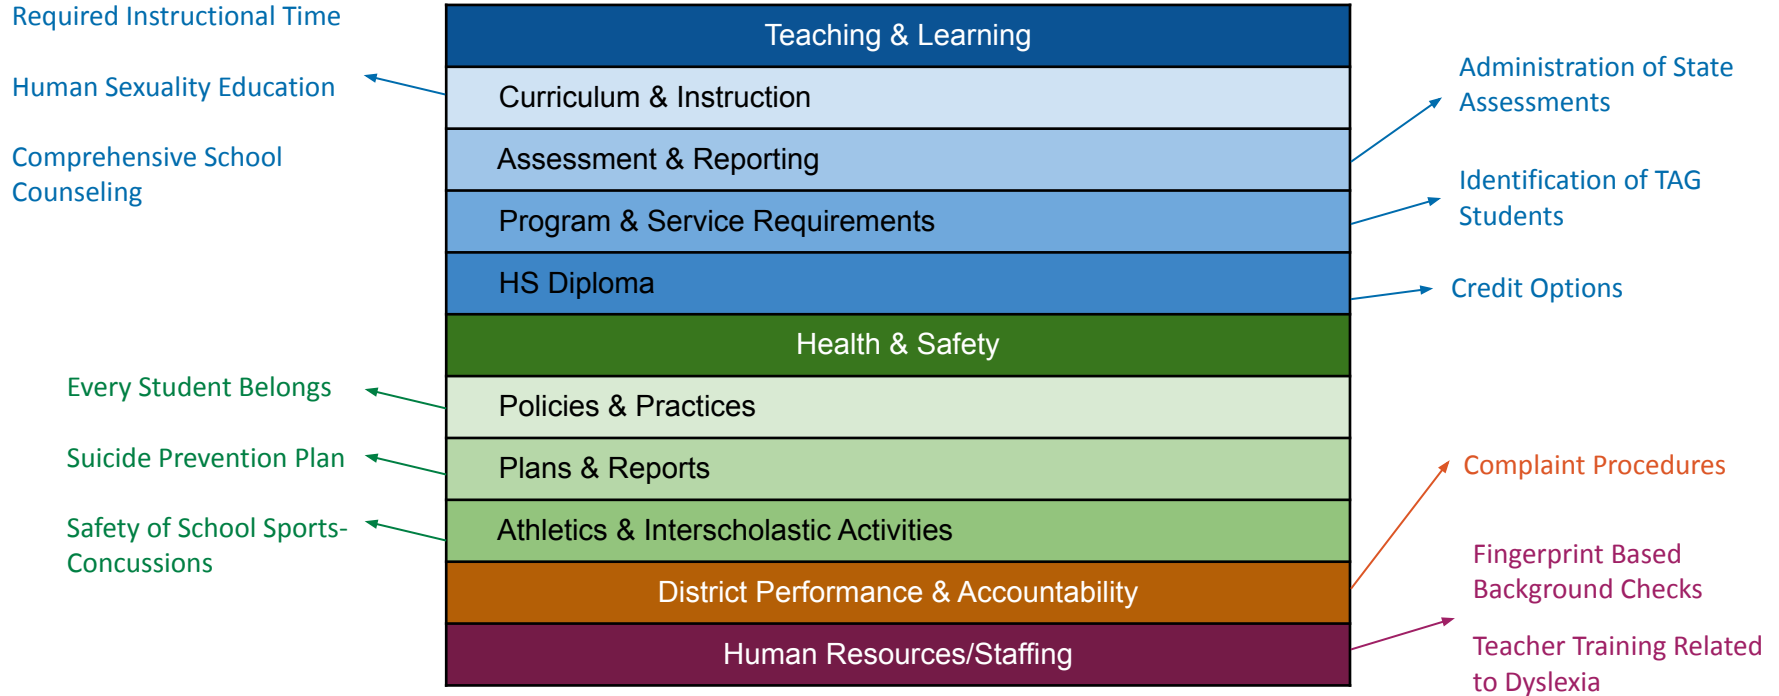 Required Instructional Time
Human Sexuality Education
Comprehensive School
Counseling
Teaching & Learning
Curriculum & Instruction
Assessment & Reporting
Program & Service Requirements
HS Diploma
Administration of State
Assessments
Identification of TAG
Students
Credit Options
Health & Safety
Every Student Belongs
Suicide Prevention Plan
Safety of School Sports-
Concussions
Policies & Practices
Plans & Reports
Athletics & Interscholastic Activities
District Performance & Accountability
Human Resources/Staffing
Complaint Procedures
Fingerprint Based
Background Checks
Teacher Training Related
to Dyslexia